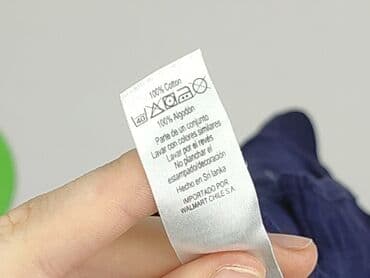 100% Cotton
40
100% Algodón
Parte de un conjunto
Lavar con colores similares
Lavar por el revés
No planchar el
estampado/decoración
Hecho en Sri lanka
IMPORTADO POR
WALMART CHILE S.A.